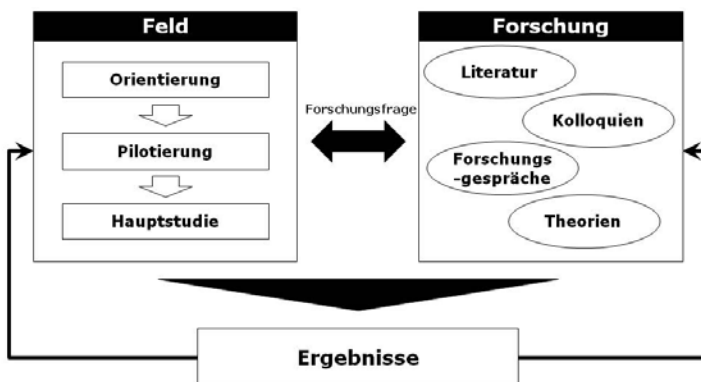 Feld
Orientierung
Pilotierung
Hauptstudie
Forschungsfrage
Forschung
Literatur
Kolloquien
Forschungs
-gespräche
Theorien
Ergebnisse